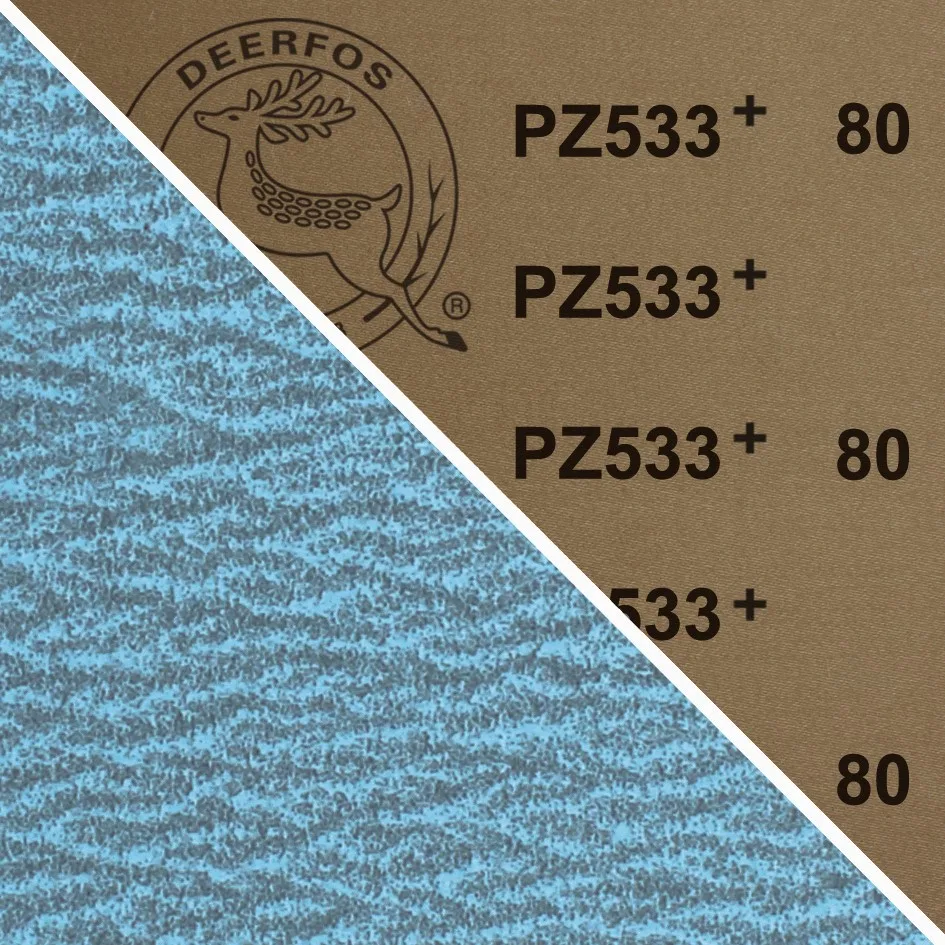 DEERFOS
PZ533+ 80
®
PZ533+
PZ533+ 80
533+
80